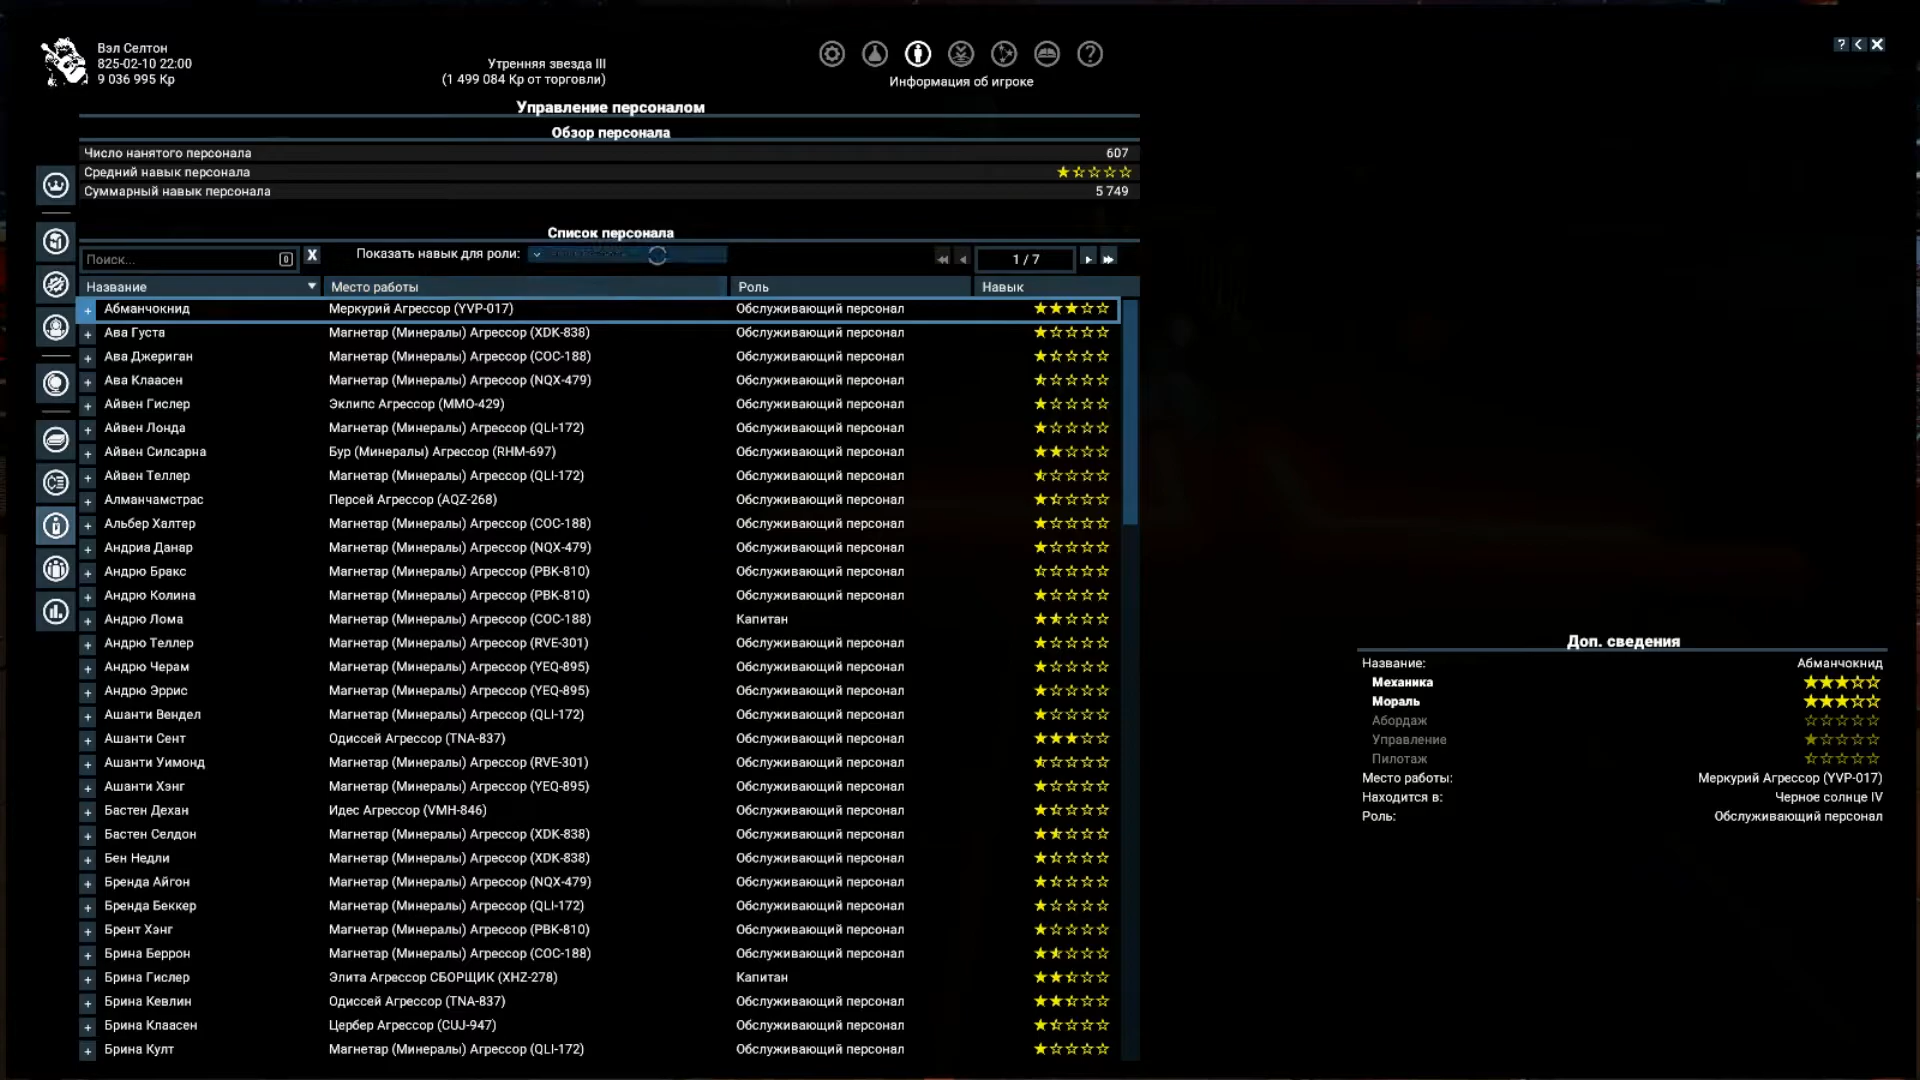 Вэл Селтон
825-02-10 22:00
9 036 995 Кр
Утренняя звезда III
(1 499 084 Кр от торговли)
Информация об игроке
? < X
Управление персоналом
Обзор персонала
Число нанятого персонала 607
Средний навык персонала
Суммарный навык персонала 5 749
Список персонала
Поиск... 0 X Показать навык для роли: 1 / 7
Название Место работы Роль Навык
+ Абманчокнид Меркурий Агрессор (YVP-017) Обслуживающий персонал
+ Ава Густа Магнетар (Минералы) Агрессор (XDK-838) Обслуживающий персонал
+ Ава Джериган Магнетар (Минералы) Агрессор (COC-188) Обслуживающий персонал
+ Ава Клаасен Магнетар (Минералы) Агрессор (NQX-479) Обслуживающий персонал
+ Айвен Гислер Эклипс Агрессор (MMO-429) Обслуживающий персонал
+ Айвен Лонда Магнетар (Минералы) Агрессор (QLI-172) Обслуживающий персонал
+ Айвен Силсарна Бур (Минералы) Агрессор (RHM-697) Обслуживающий персонал
+ Айвен Теллер Магнетар (Минералы) Агрессор (QLI-172) Обслуживающий персонал
+ Алманчамстрас Персей Агрессор (AQZ-268) Обслуживающий персонал
+ Альбер Халтер Магнетар (Минералы) Агрессор (COC-188) Обслуживающий персонал
+ Андриа Данар Магнетар (Минералы) Агрессор (NQX-479) Обслуживающий персонал
+ Андрю Бракс Магнетар (Минералы) Агрессор (PBK-810) Обслуживающий персонал
+ Андрю Колина Магнетар (Минералы) Агрессор (PBK-810) Обслуживающий персонал
+ Андрю Лома Магнетар (Минералы) Агрессор (COC-188) Капитан
+ Андрю Теллер Магнетар (Минералы) Агрессор (RVE-301) Обслуживающий персонал
+ Андрю Черам Магнетар (Минералы) Агрессор (YEQ-895) Обслуживающий персонал
+ Андрю Эррис Магнетар (Минералы) Агрессор (YEQ-895) Обслуживающий персонал
+ Ашанти Вендел Магнетар (Минералы) Агрессор (QLI-172) Обслуживающий персонал
+ Ашанти Сент Одиссей Агрессор (TNA-837) Обслуживающий персонал
+ Ашанти Уимонд Магнетар (Минералы) Агрессор (RVE-301) Обслуживающий персонал
+ Ашанти Хэнг Магнетар (Минералы) Агрессор (YEQ-895) Обслуживающий персонал
+ Бастен Дехан Идес Агрессор (VMH-846) Обслуживающий персонал
+ Бастен Селдон Магнетар (Минералы) Агрессор (XDK-838) Обслуживающий персонал
+ Бен Недли Магнетар (Минералы) Агрессор (XDK-838) Обслуживающий персонал
+ Бренда Айгон Магнетар (Минералы) Агрессор (NQX-479) Обслуживающий персонал
+ Бренда Беккер Магнетар (Минералы) Агрессор (QLI-172) Обслуживающий персонал
+ Брент Хэнг Магнетар (Минералы) Агрессор (PBK-810) Обслуживающий персонал
+ Брина Беррон Магнетар (Минералы) Агрессор (COC-188) Обслуживающий персонал
+ Брина Гислер Элита Агрессор СБОРЩИК (XHZ-278) Капитан
+ Брина Кевлин Одиссей Агрессор (TNA-837) Обслуживающий персонал
+ Брина Клаасен Цербер Агрессор (CUJ-947) Обслуживающий персонал
+ Брина Култ Магнетар (Минералы) Агрессор (QLI-172) Обслуживающий персонал
Доп. сведения
Название: Абманчокнид
Механика
Мораль
Абордаж
Управление
Пилотаж
Место работы: Меркурий Агрессор (YVP-017)
Находится в: Черное солнце IV
Роль: Обслуживающий персонал